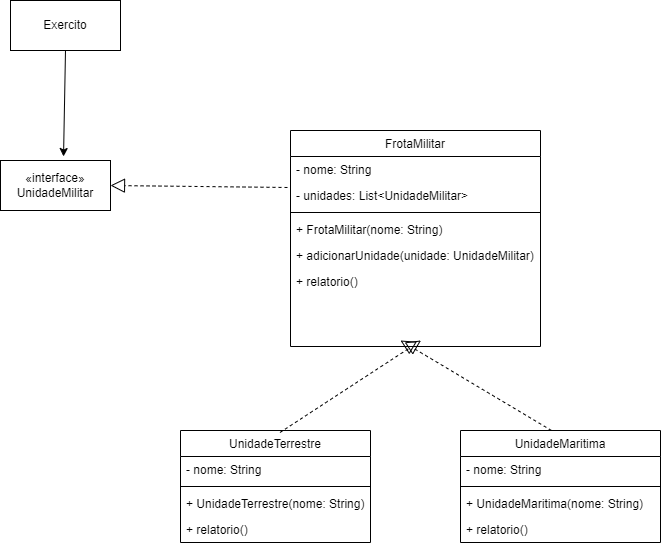 Exercito
«interface»
UnidadeMilitar
FrotaMilitar
- nome: String
- unidades: List<UnidadeMilitar>
+ FrotaMilitar(nome: String)
+ adicionarUnidade(unidade: UnidadeMilitar)
+ relatorio()
UnidadeTerrestre
- nome: String
+ UnidadeTerrestre(nome: String)
+ relatorio()
UnidadeMaritima
- nome: String
+ UnidadeMaritima(nome: String)
+ relatorio()